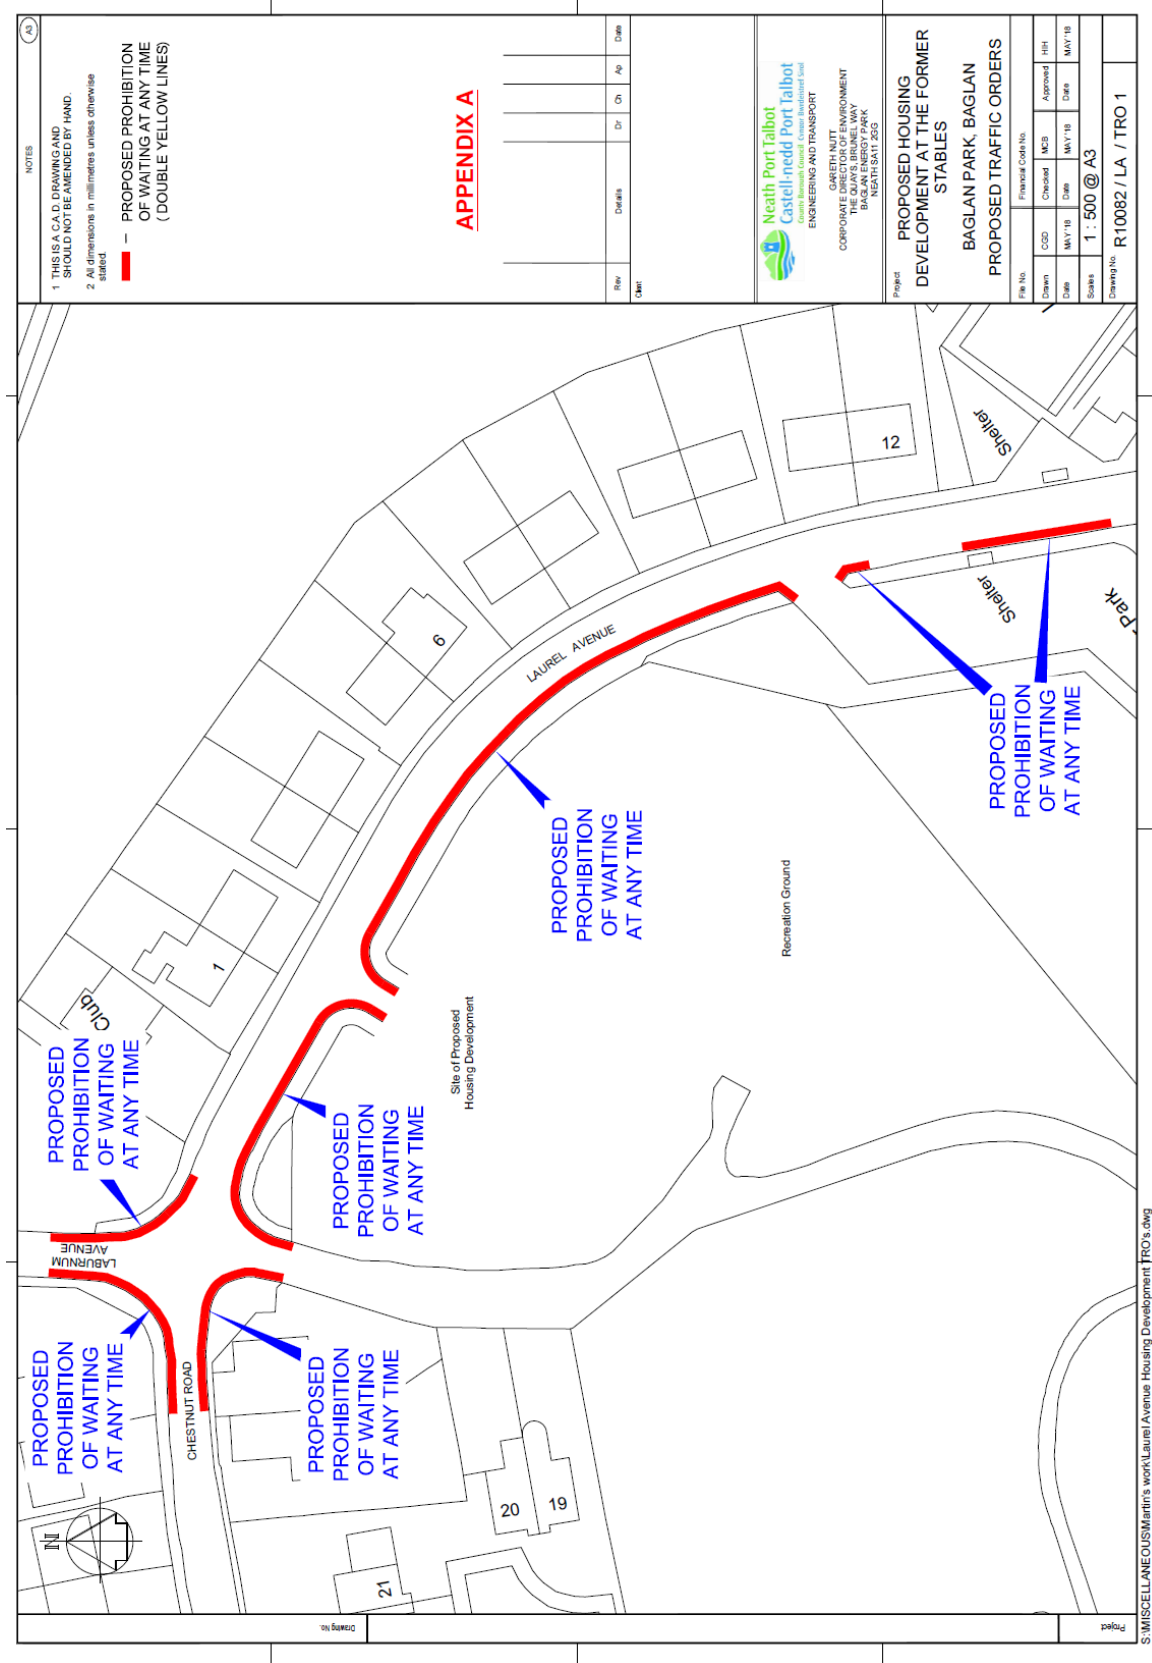 NOTES
A3
1 THIS IS A C.A.D. DRAWING AND
SHOULD NOT BE AMENDED BY HAND.
2 All dimensions in millimetres unless otherwise
stated.
– PROPOSED PROHIBITION
OF WAITING AT ANY TIME
( DOUBLE YELLOW LINES)
APPENDIX A
Rev
Details
Dr
Ch
Ap
Date
Client
Neath Port Talbot
Castell-nedd Port Talbot
County Borough Council Cyngor Bwrdeistref Sirol
ENGINEERING AND TRANSPORT
GARETH NUTT
CORPORATE DIRECTOR OF ENVIRONMENT
THE QUAYS, BRUNEL WAY
BAGLAN ENERGY PARK
NEATH SA11 2GG
Project
PROPOSED HOUSING
DEVELOPMENT AT THE FORMER
STABLES
BAGLAN PARK, BAGLAN
PROPOSED TRAFFIC ORDERS
File No.
Financial Code No.
Drawn
CGD
Checked
MCB
Approved
HIH
Date
MAY'18
Date
MAY'18
Date
MAY'18
Scales
1 : 500 @ A3
Drawing No.
R10082 / LA / TRO 1
PROPOSED
PROHIBITION
OF WAITING
AT ANY TIME
PROPOSED
PROHIBITION
OF WAITING
AT ANY TIME
PROPOSED
PROHIBITION
OF WAITING
AT ANY TIME
PROPOSED
PROHIBITION
OF WAITING
AT ANY TIME
PROPOSED
PROHIBITION
OF WAITING
AT ANY TIME
PROPOSED
PROHIBITION
OF WAITING
AT ANY TIME
LABURNUM
AVENUE
CHESTNUT ROAD
LAUREL AVENUE
Club
1
6
12
Shelter
Shelter
Park
Recreation Ground
Site of Proposed
Housing Development
20
19
21
N
Drawing No.
Project
S:\MISCELLANEOUS\Martin's work\Laurel Avenue Housing Development TRO's.dwg